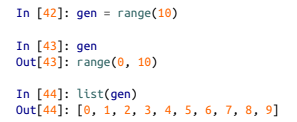 In [42]: gen = range(10)
In [43]: gen
Out[43]: range(0, 10)
In [44]: list(gen)
Out[44]: [0, 1, 2, 3, 4, 5, 6, 7, 8, 9]